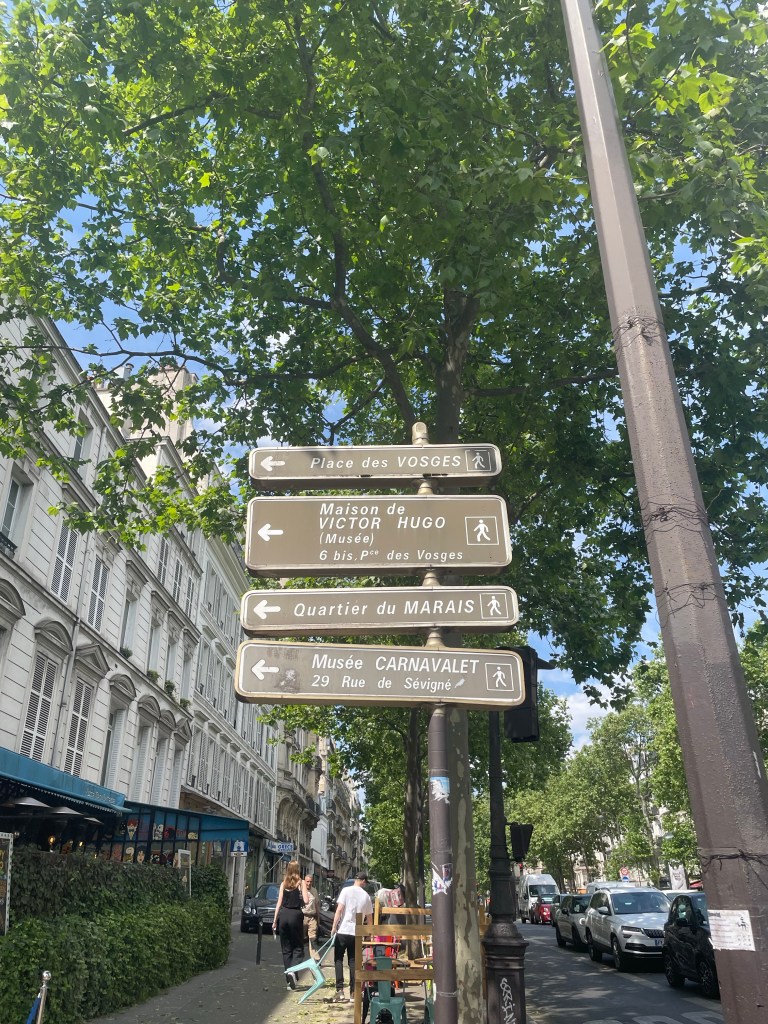 Place des VOSGES
Maison de
VICTOR HUGO
(Musée)
6 bis, Pce des Vosges
Quartier du MARAIS
Musée CARNAVALET
29 Rue de Sévigné